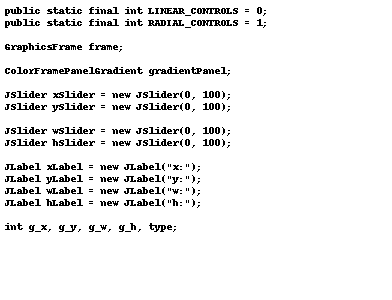 public static final int LINEAR_CONTROLS = 0;
public static final int RADIAL_CONTROLS = 1;
GraphicsFrame frame;
ColorFramePanelGradient gradientPanel;
JSlider xSlider = new JSlider(0, 100);
JSlider ySlider = new JSlider(0, 100);
JSlider wSlider = new JSlider(0, 100);
JSlider hSlider = new JSlider(0, 100);
JLabel xLabel = new JLabel("x:");
JLabel yLabel = new JLabel("y:");
JLabel wLabel = new JLabel("w:");
JLabel hLabel = new JLabel("h:");
int g_x, g_y, g_w, g_h, type;